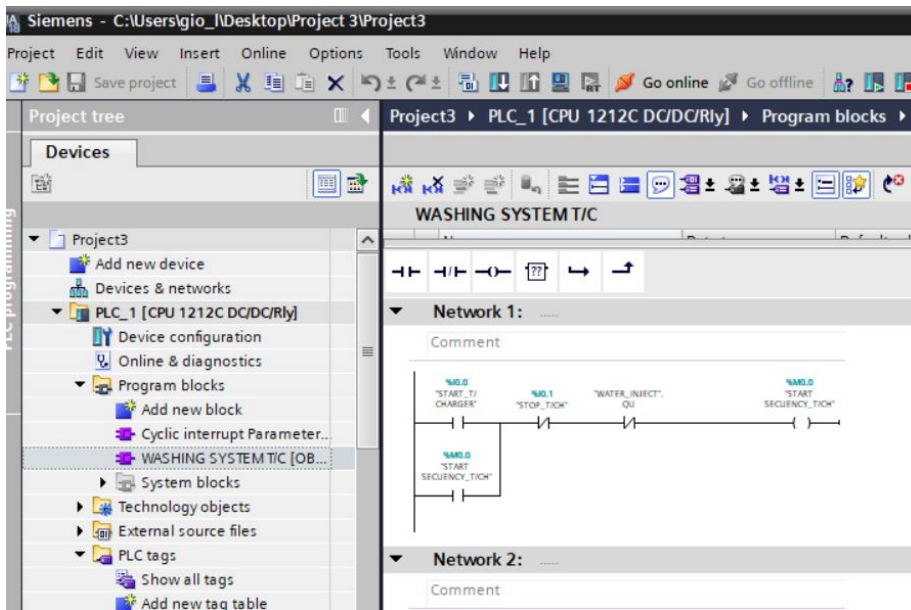 Siemens - C:\Users\gio_l\Desktop\Project 3\Project3
Project Edit View Insert Online Options Tools Window Help
Save project Go online Go offline
Project tree
Project3 PLC_1 [CPU 1212C DC/DC/Rly] Program blocks
Devices
PLC programming
WASHING SYSTEM T/C
Project3
Add new device
Devices & networks
PLC_1 [CPU 1212C DC/DC/Rly]
Device configuration
Online & diagnostics
Program blocks
Add new block
Cyclic interrupt Parameter...
WASHING SYSTEM T/C [OB...
System blocks
Technology objects
External source files
PLC tags
Show all tags
Add new tag table
Network 1: ......
Comment
%I0.0
"START_T/
CHARGER"
%I0.1
"STOP_T/CH"
"WATER_INJECT".
QU
%M0.0
"START
SECUENCY_T/CH"
%M0.0
"START
SECUENCY_T/CH"
Network 2: ......
Comment